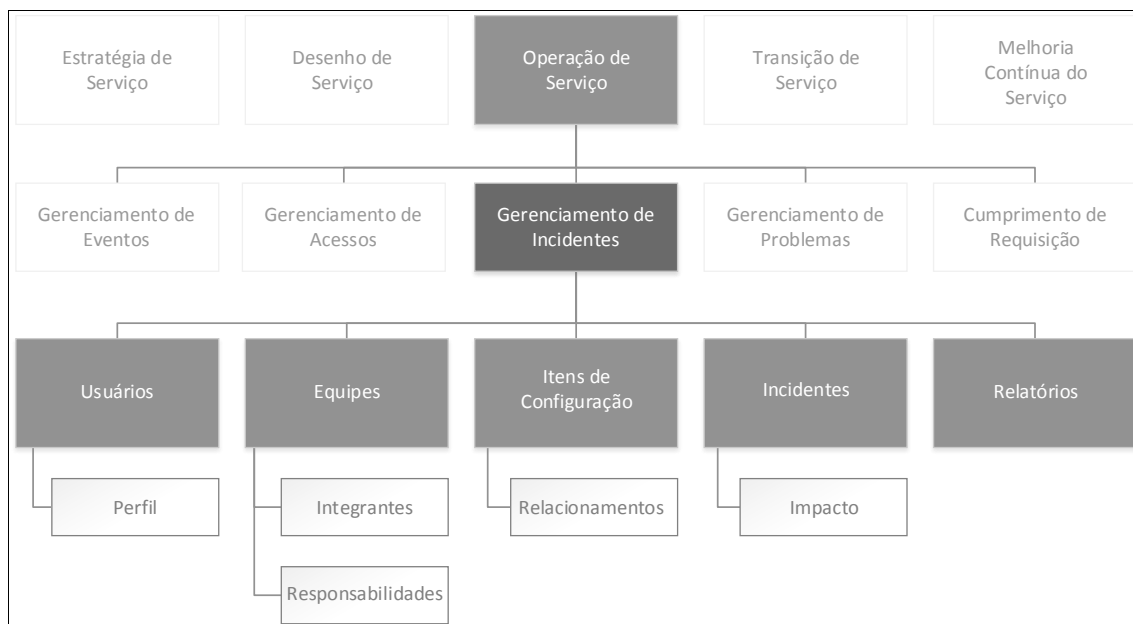 Estratégia de
Serviço
Desenho de
Serviço
Operação de
Serviço
Transição de
Serviço
Melhoria
Contínua do
Serviço
Gerenciamento de
Eventos
Gerenciamento de
Acessos
Gerenciamento de
Incidentes
Gerenciamento de
Problemas
Cumprimento de
Requisição
Usuários
Equipes
Itens de
Configuração
Incidentes
Relatórios
Perfil
Integrantes
Relacionamentos
Impacto
Responsabilidades